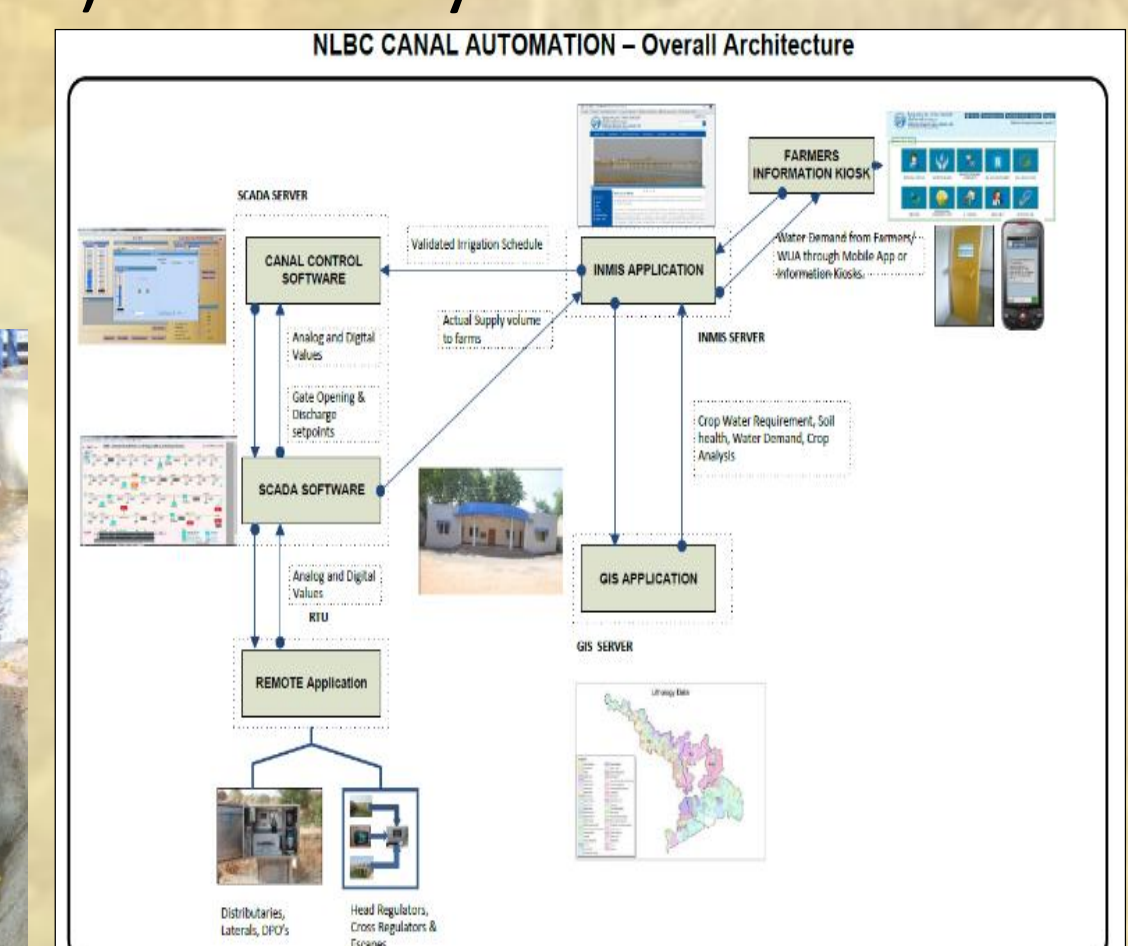 NLBC CANAL AUTOMATION – Overall Architecture
SCADA SERVER
CANAL CONTROL
SOFTWARE
Validated Irrigation Schedule
INMIS APPLICATION
FARMERS
INFORMATION KIOSK
Water Demand from Farmers/
WUA through Mobile App or
Information Kiosks.
Actual Supply volume
to farms
INMIS SERVER
Analog and Digital
Values
Gate Opening &
Discharge
setpoints
SCADA SOFTWARE
Crop Water Requirement, Soil
health, Water Demand, Crop
Analysis
Analog and Digital
Values
RTU
GIS APPLICATION
GIS SERVER
REMOTE Application
Lithology Data
Distributaries,
Laterals, DPO's
Head Regulators,
Cross Regulators &
Escapes